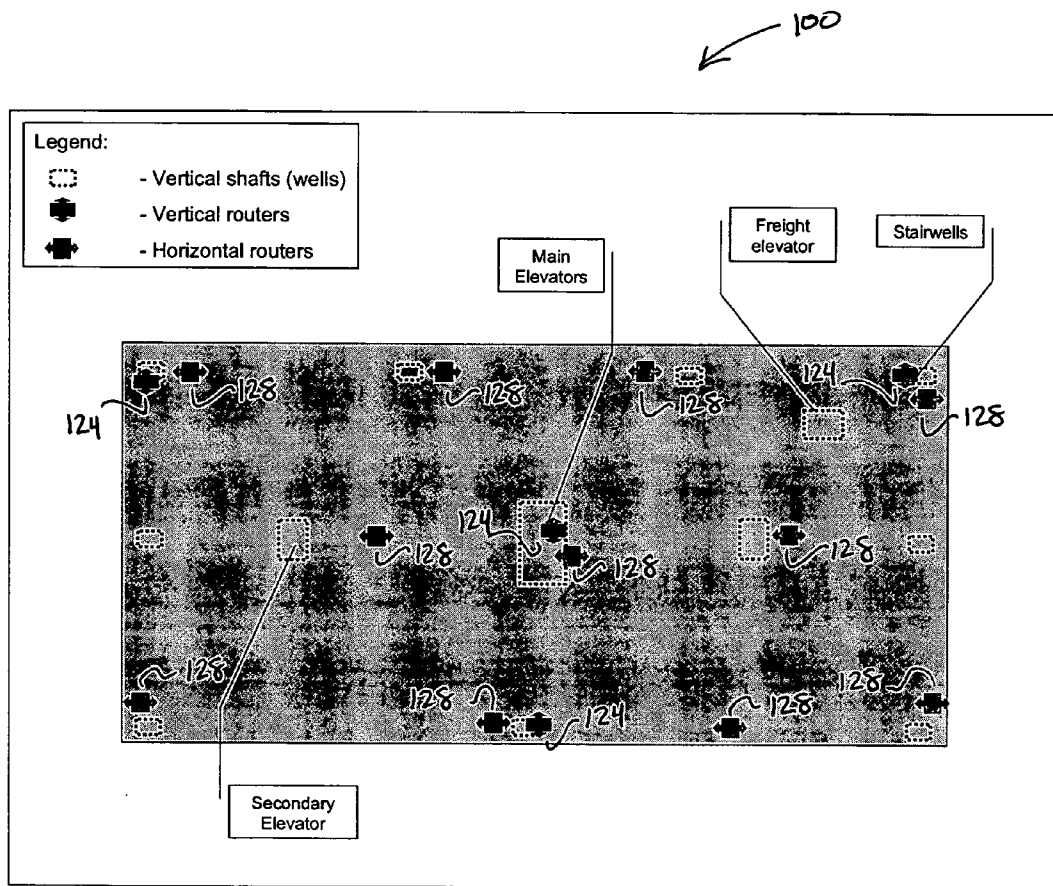 100
Legend:
- Vertical shafts (wells)
- Vertical routers
- Horizontal routers
Main
Elevators
Freight
elevator
Stairwells
124
128
128
128
124
128
124
128
128
128
128
128
124
128
128
Secondary
Elevator